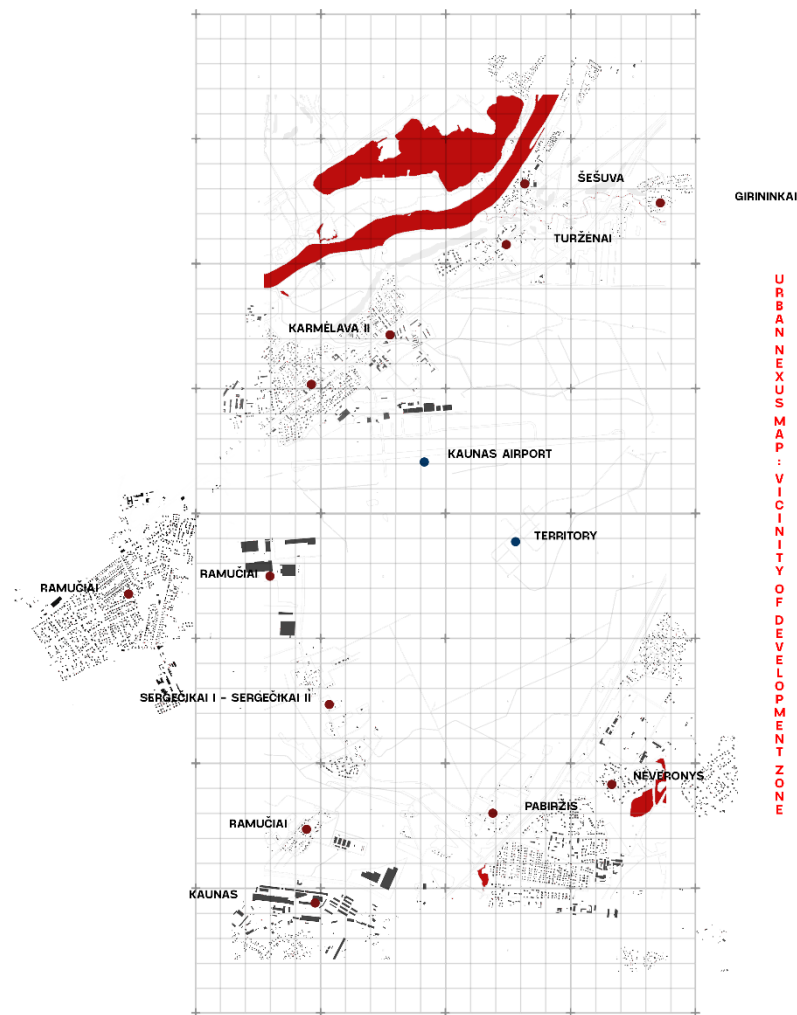 ŠEŠUVA
GIRININKAI
TURŽĖNAI
KARMĖLAVA II
KAUNAS AIRPORT
TERRITORY
RAMUČIAI
RAMUČIAI
SERGEČIKAI I - SERGEČIKAI II
NEVERONYS
PABIRŽIS
RAMUČIAI
KAUNAS
URBAN NEXUS MAP: VICINITY OF DEVELOPMENT ZONE